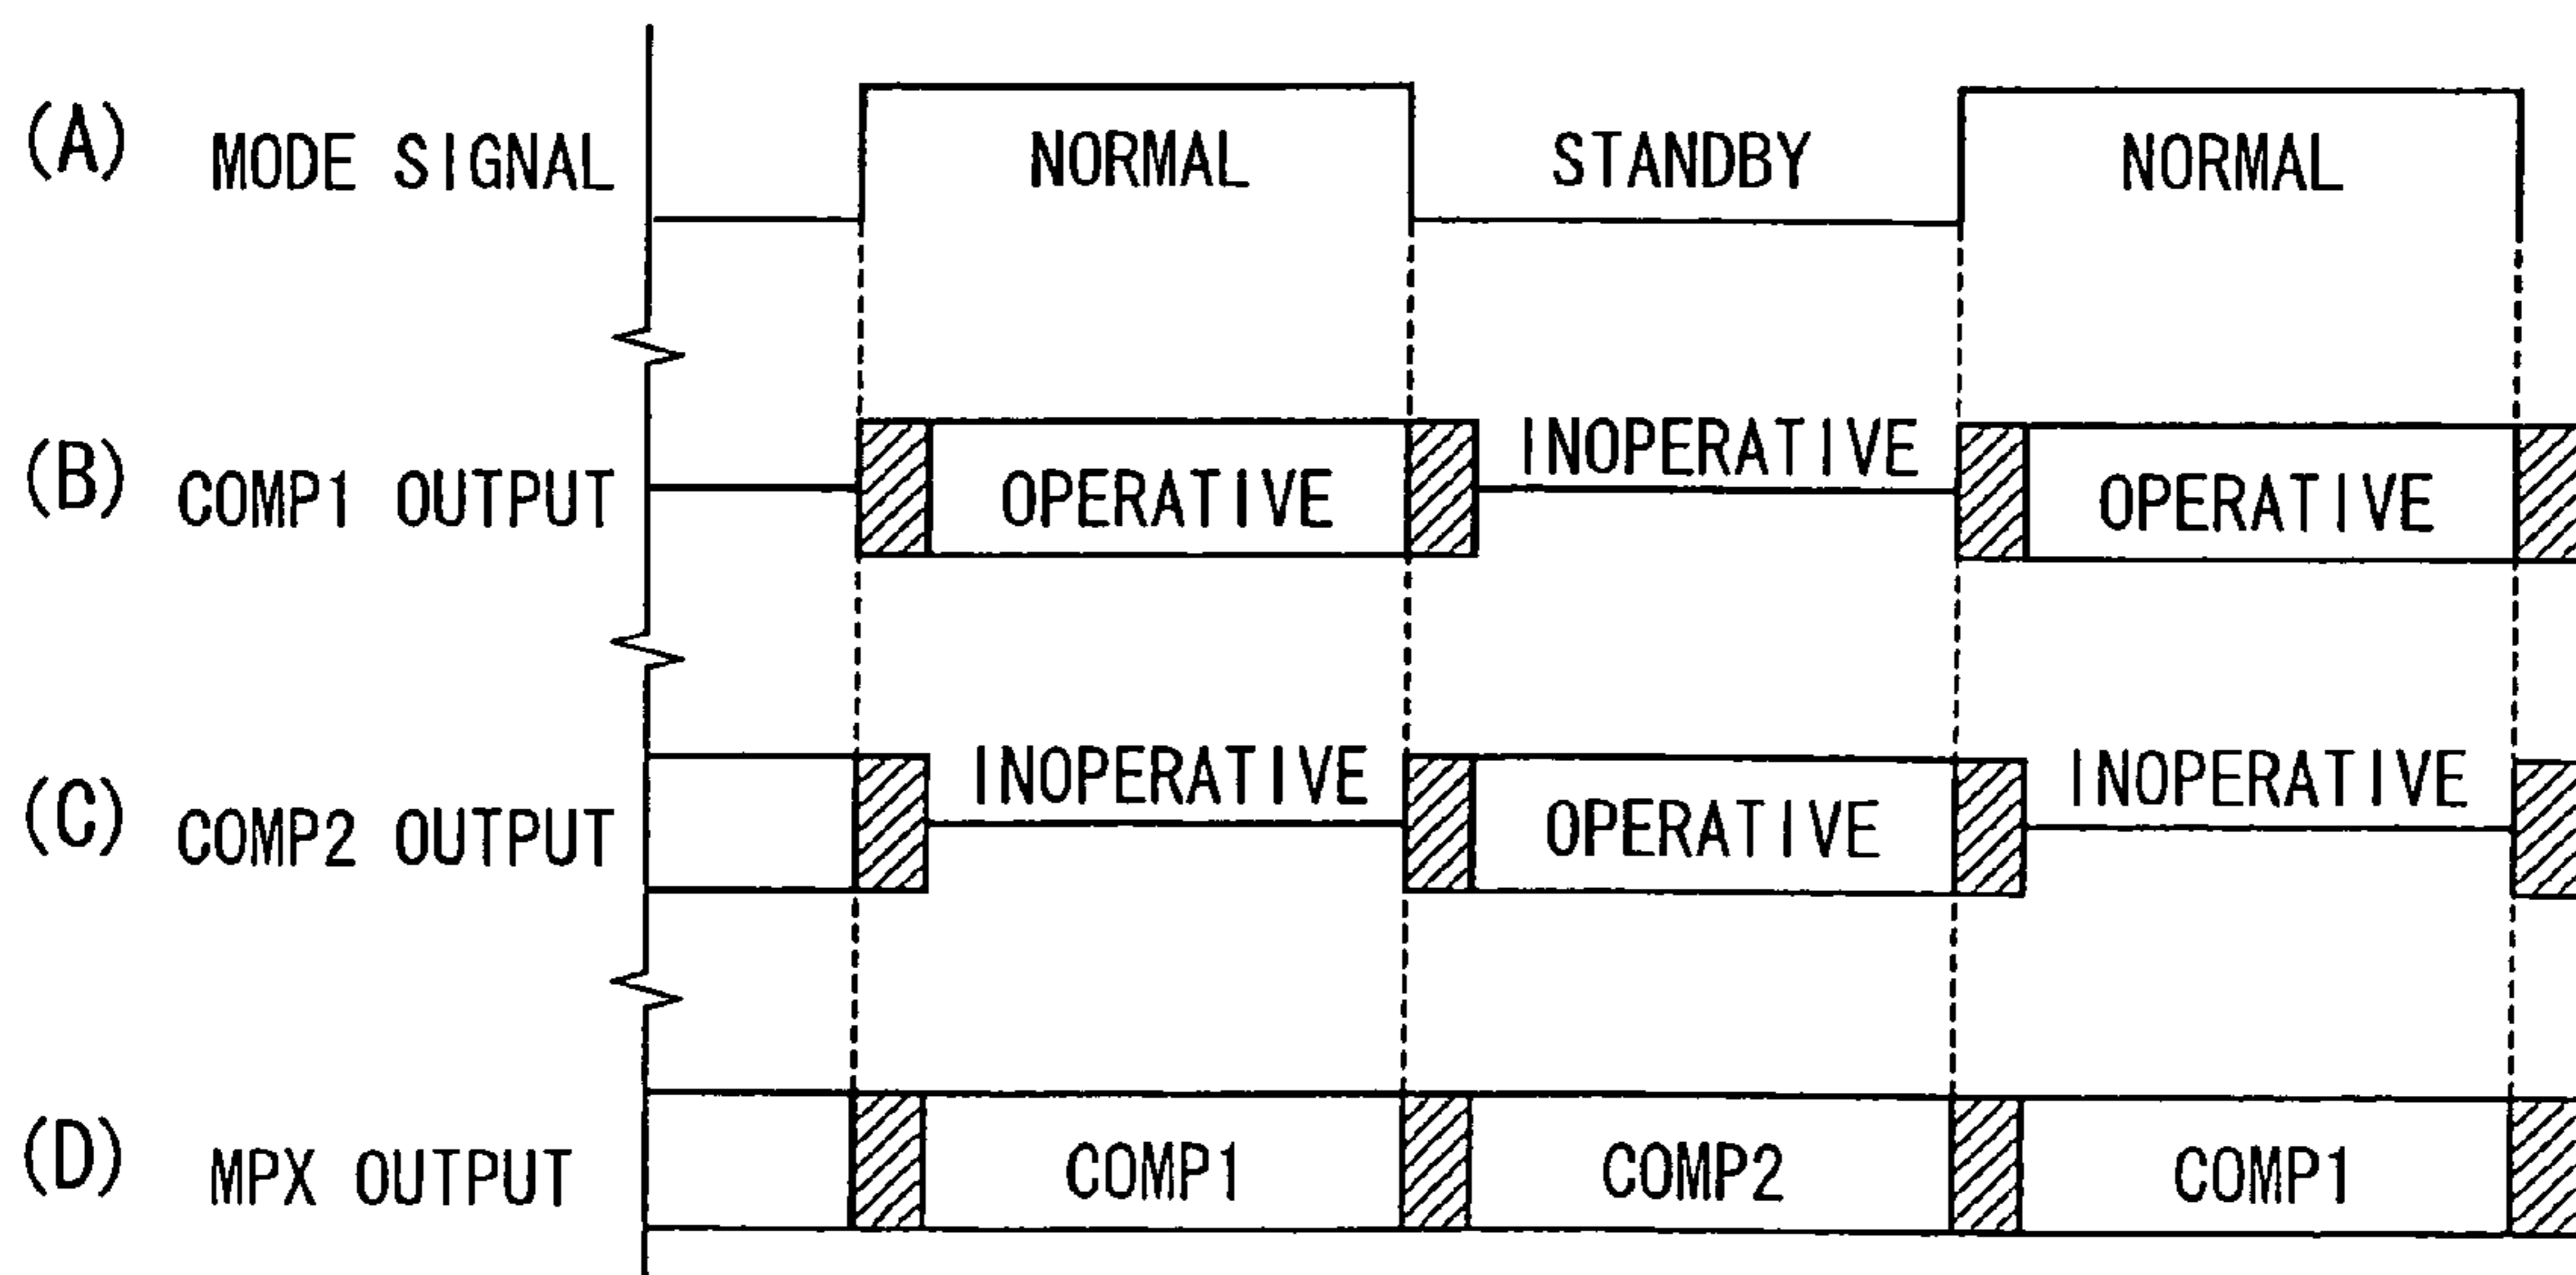 (A) MODE SIGNAL NORMAL STANDBY NORMAL
(B) COMP1 OUTPUT OPERATIVE INOPERATIVE OPERATIVE
(C) COMP2 OUTPUT INOPERATIVE OPERATIVE INOPERATIVE
(D) MPX OUTPUT COMP1 COMP2 COMP1